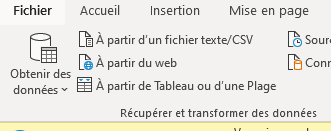 Fichier Accueil Insertion Mise en page
À partir d'un fichier texte/CSV
À partir du web
À partir de Tableau ou d'une Plage
Obtenir des
données
Récupérer et transformer des données